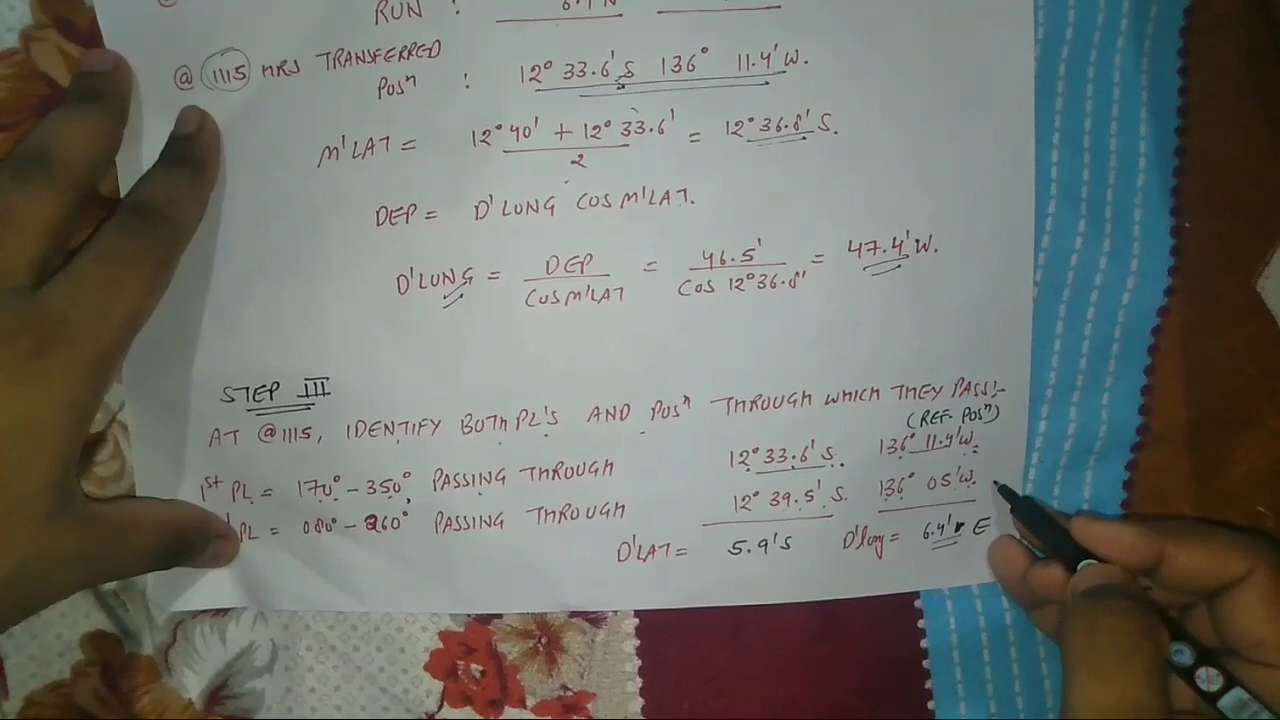 RUN :
@ 1115 HRS TRANSFERRED
POSⁿ : 12° 33.6' S 136° 11.4' W.
M'LAT = 12° 40' + 12° 33.6' / 2 = 12° 36.8' S.
DEP = D'LONG COS M'LAT.
D'LONG = DEP / COS M'LAT = 46.5' / COS 12° 36.8' = 47.4' W.
STEP III
AT @1115, IDENTIFY BOTH PL'S AND POSⁿ THROUGH WHICH THEY PASS:-
(REF. POSⁿ)
1st PL = 170° - 350°, PASSING THROUGH 12° 33.6' S. 136° 11.4' W.
PL = 080° - 260° PASSING THROUGH 12° 39.5' S. 136° 05' W.
D'LAT = 5.9' S D'long = 6.4' E